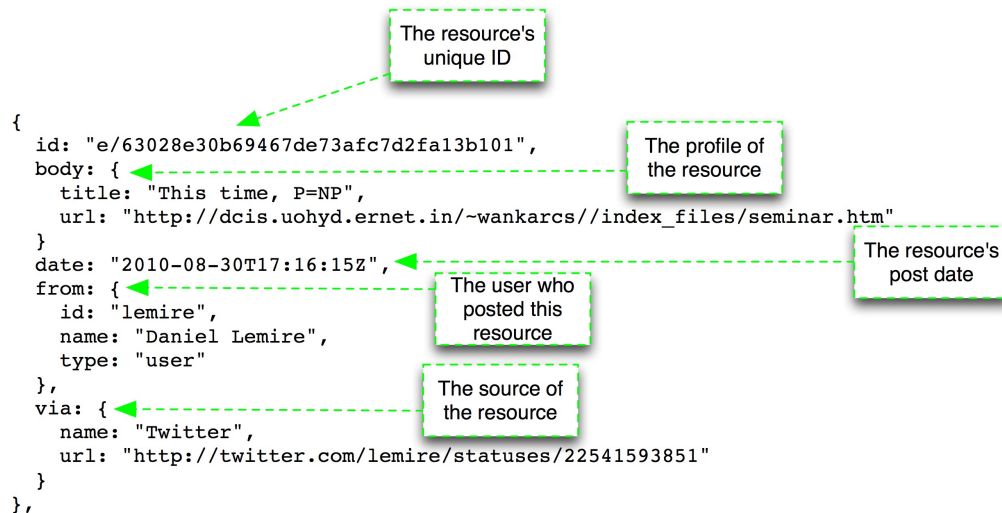 The resource's
unique ID
{
id: "e/63028e30b69467de73afc7d2fa13b101",
The profile of
the resource
body: {
title: "This time, P=NP",
url: "http://dcis.uohyd.ernet.in/~wankarcs//index_files/seminar.htm"
}
The resource's
post date
date: "2010-08-30T17:16:15Z",
The user who
posted this
resource
from: {
id: "lemire",
name: "Daniel Lemire",
type: "user"
},
The source of
the resource
via: {
name: "Twitter",
url: "http://twitter.com/lemire/statuses/22541593851"
}
},